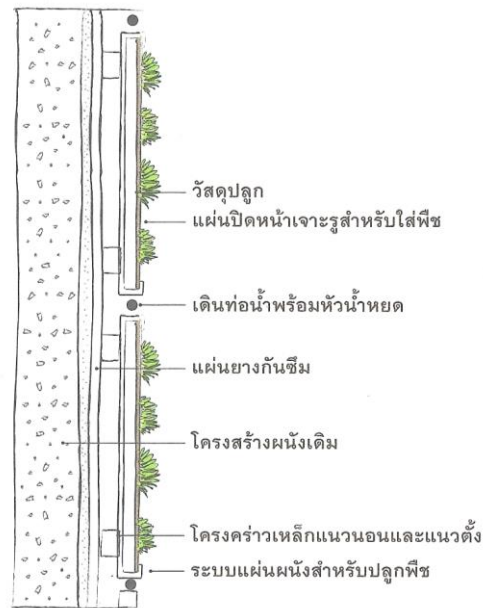 วัสดุปลูก
แผ่นปิดหน้าเจาะรูสำหรับใส่พืช
เดินท่อน้ำพร้อมหัวน้ำหยด
แผ่นยางกันซึม
โครงสร้างผนังเดิม
โครงคร่าวเหล็กแนวนอนและแนวตั้ง
ระบบแผ่นผนังสำหรับปลูกพืช